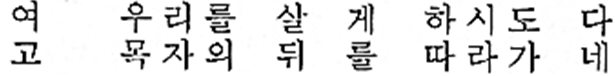 여 우리를 살 게 하시도 다
고 목자의 뒤 를 따라가 네